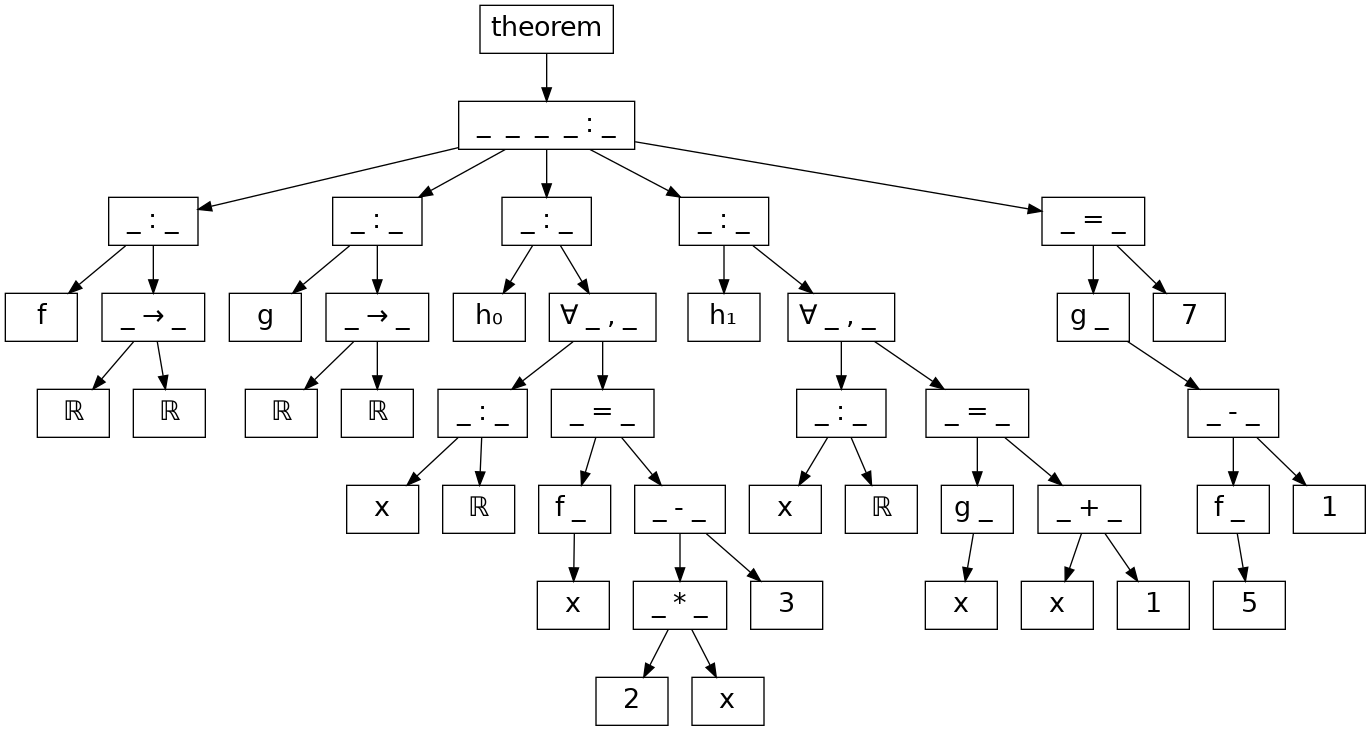 theorem
_ _ _ _ : _
_ : _ _ : _ _ : _ _ : _ _ = _
f _ → _ g _ → _ h₀ ∀ _ , _ h₁ ∀ _ , _ g _ 7
ℝ ℝ ℝ ℝ _ : _ _ = _ _ : _ _ = _ _ - _
x ℝ f _ _ - _ x ℝ g _ _ + _ f _ 1
x _ * _ 3 x x 1 5
2 x